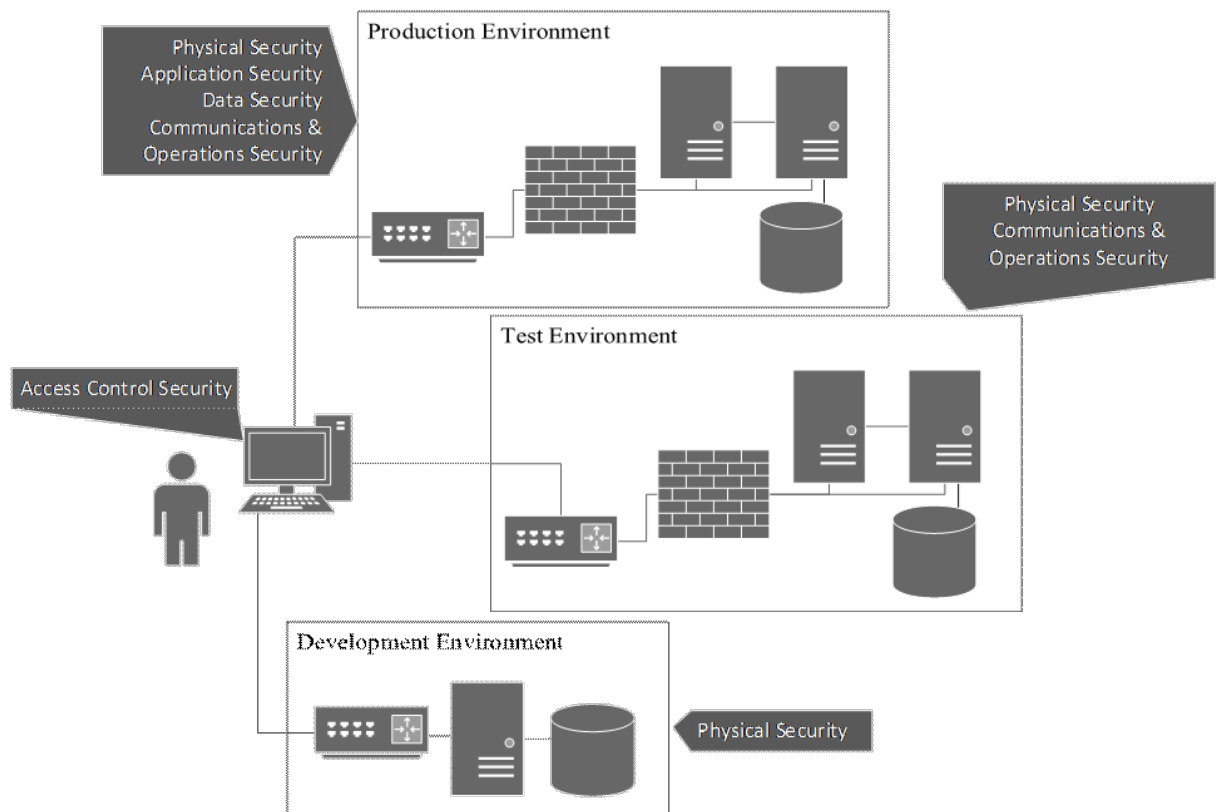 Physical Security
Application Security
Data Security
Communications &
Operations Security
Production Environment
Physical Security
Communications &
Operations Security
Test Environment
Access Control Security
Development Environment
Physical Security